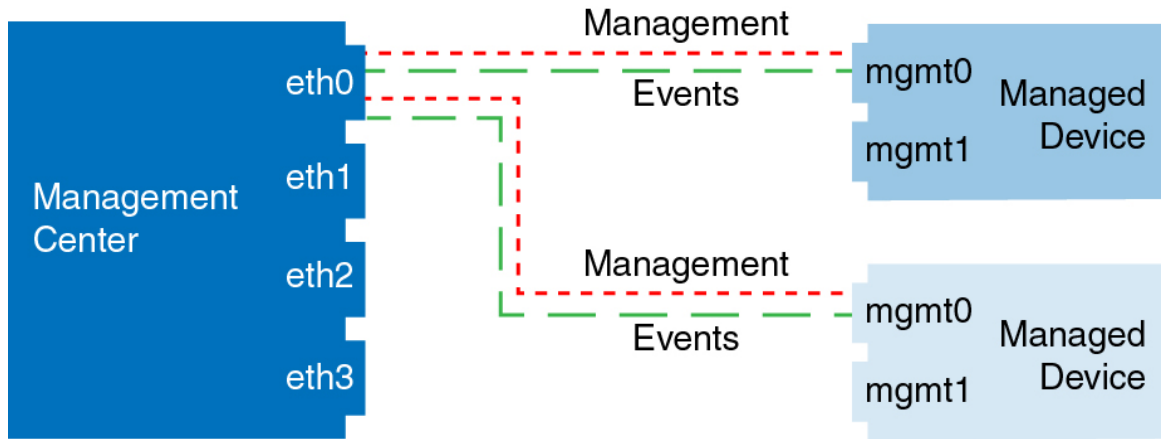 Management
Center
eth0
eth1
eth2
eth3
Management
Events
mgmt0
mgmt1
Managed
Device
Management
Events
mgmt0
mgmt1
Managed
Device